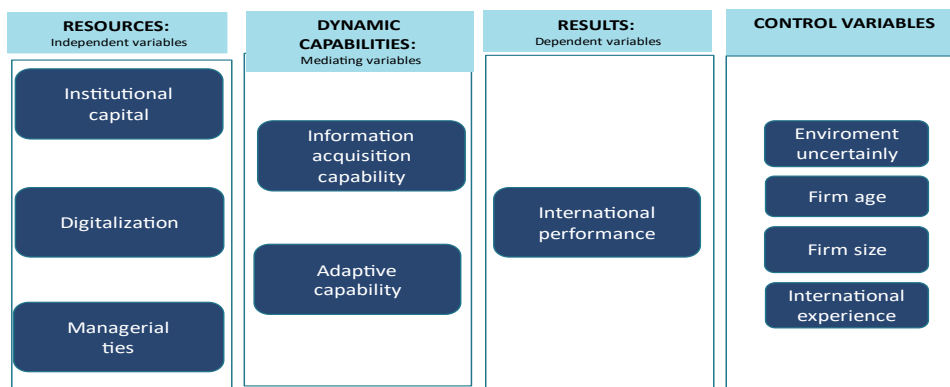 RESOURCES:
Independent variables
Institutional
capital
Digitalization
Managerial
ties
DYNAMIC
CAPABILITIES:
Mediating variables
Information
acquisition
capability
Adaptive
capability
RESULTS:
Dependent variables
International
performance
CONTROL VARIABLES
Enviroment
uncertainly
Firm age
Firm size
International
experience